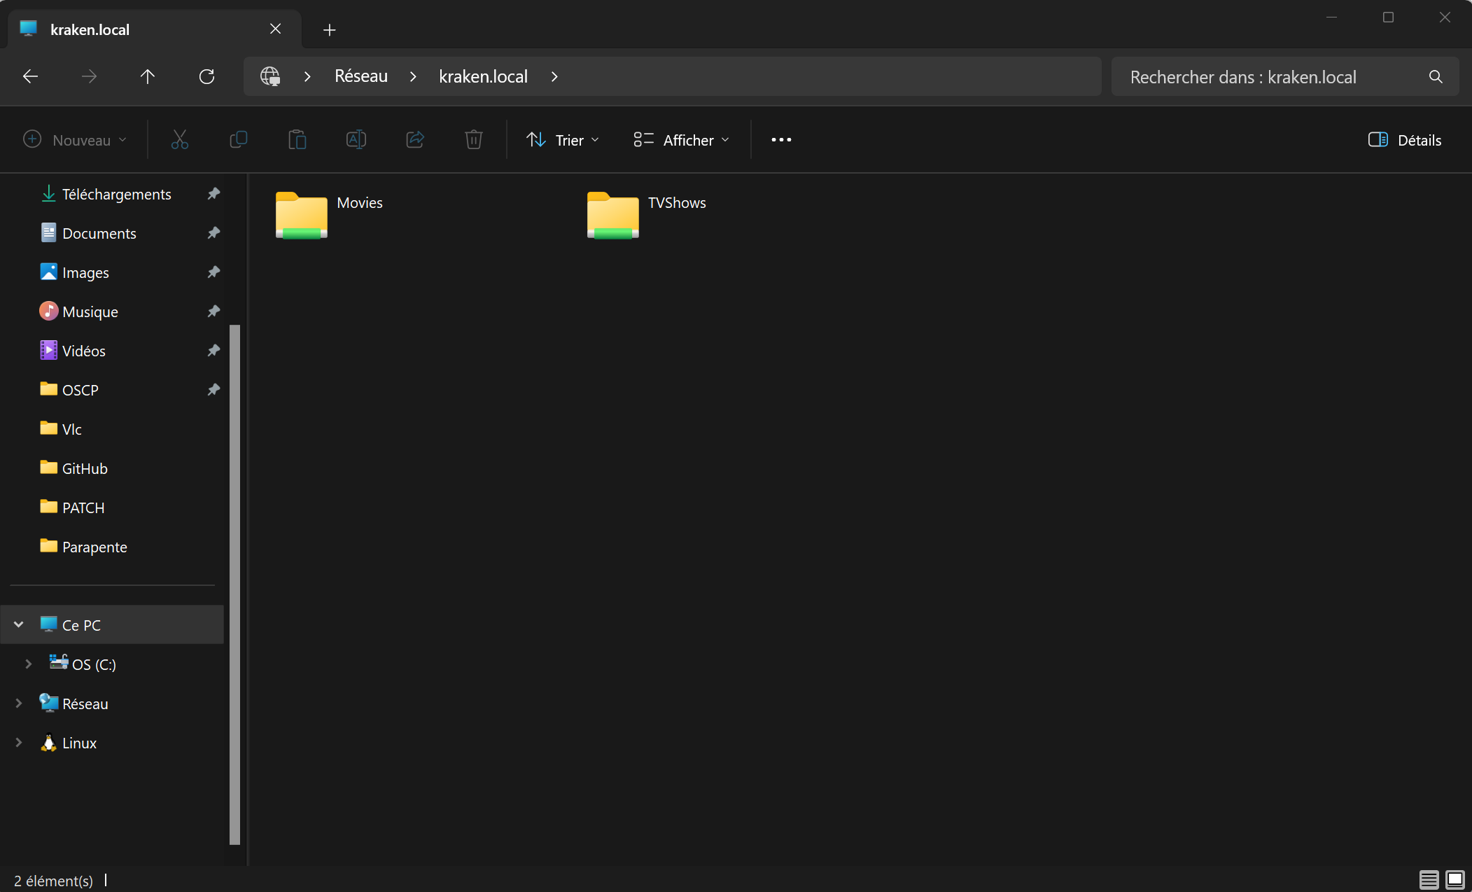 kraken.local
Réseau
kraken.local
Rechercher dans : kraken.local
Nouveau
Trier
Afficher
Détails
Téléchargements
Documents
Images
Musique
Vidéos
OSCP
Vlc
GitHub
PATCH
Parapente
Ce PC
OS (C:)
Réseau
Linux
Movies
TVShows
2 élément(s)